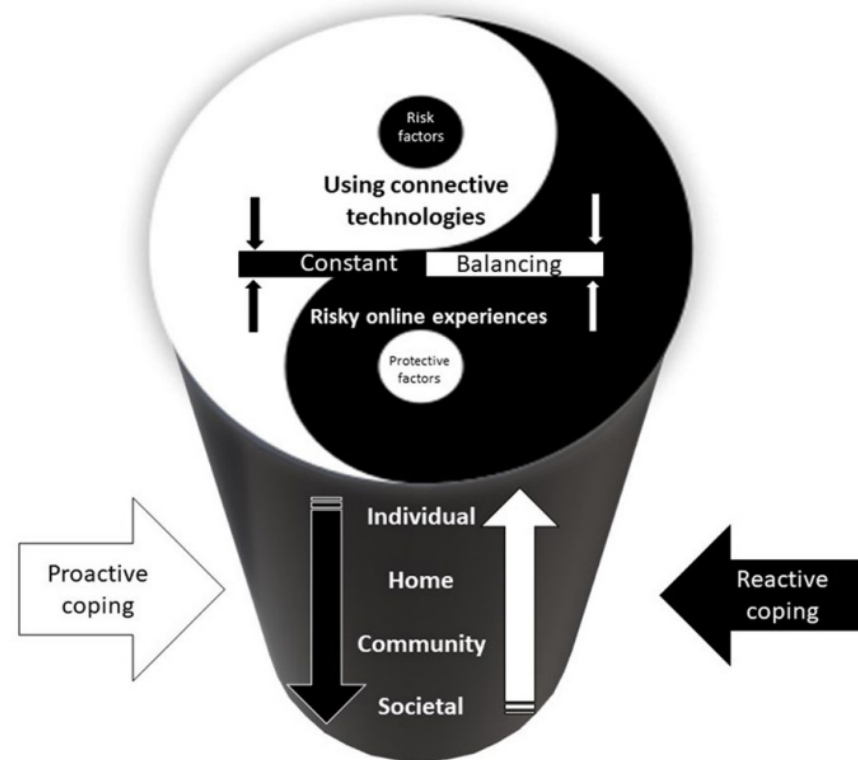 Risk
factors
Using connective
technologies
Constant Balancing
Risky online experiences
Protective
factors
Individual
Home
Community
Societal
Proactive
coping
Reactive
coping